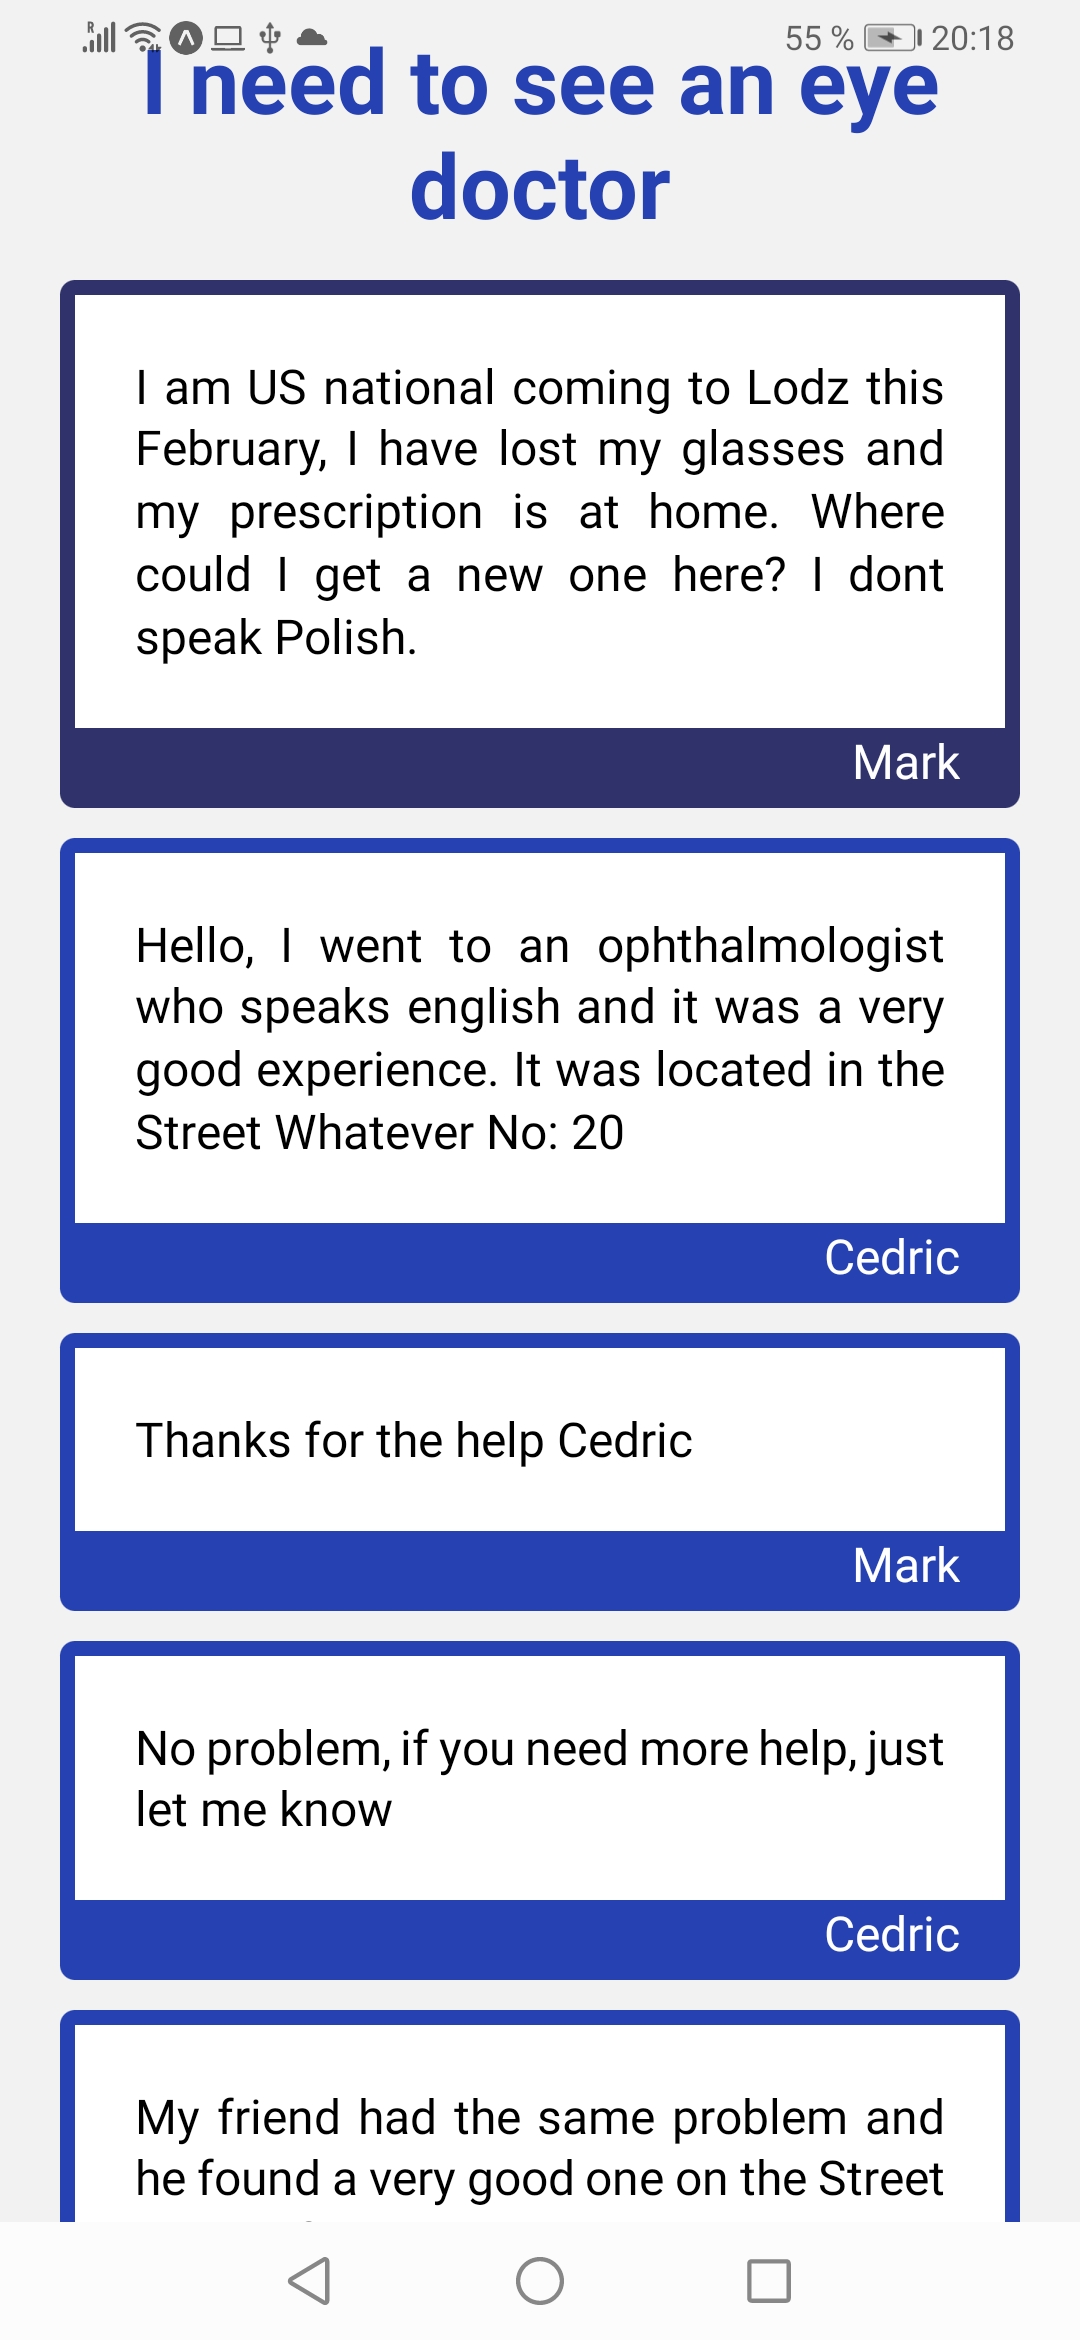 55 % 20:18
I need to see an eye
doctor
I am US national coming to Lodz this
February, I have lost my glasses and
my prescription is at home. Where
could I get a new one here? I dont
speak Polish.
Mark
Hello, I went to an ophthalmologist
who speaks english and it was a very
good experience. It was located in the
Street Whatever No: 20
Cedric
Thanks for the help Cedric
Mark
No problem, if you need more help, just
let me know
Cedric
My friend had the same problem and
he found a very good one on the Street